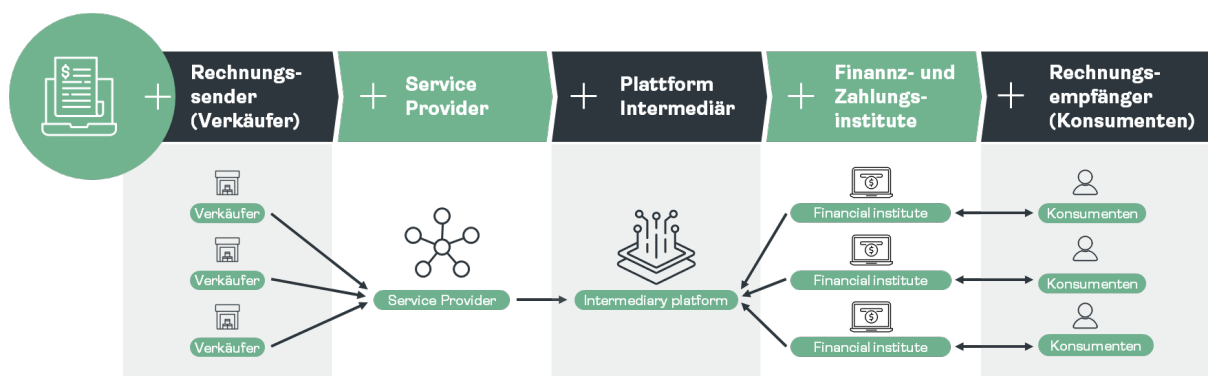 Rechnungs-
sender
(Verkäufer)
Service
Provider
Plattform
Intermediär
Finannz- und
Zahlungs-
institute
Rechnungs-
empfänger
(Konsumenten)
$
Verkäufer
Verkäufer
Verkäufer
Service Provider
Intermediary platform
$
Financial institute
$
Financial institute
$
Financial institute
Konsumenten
Konsumenten
Konsumenten